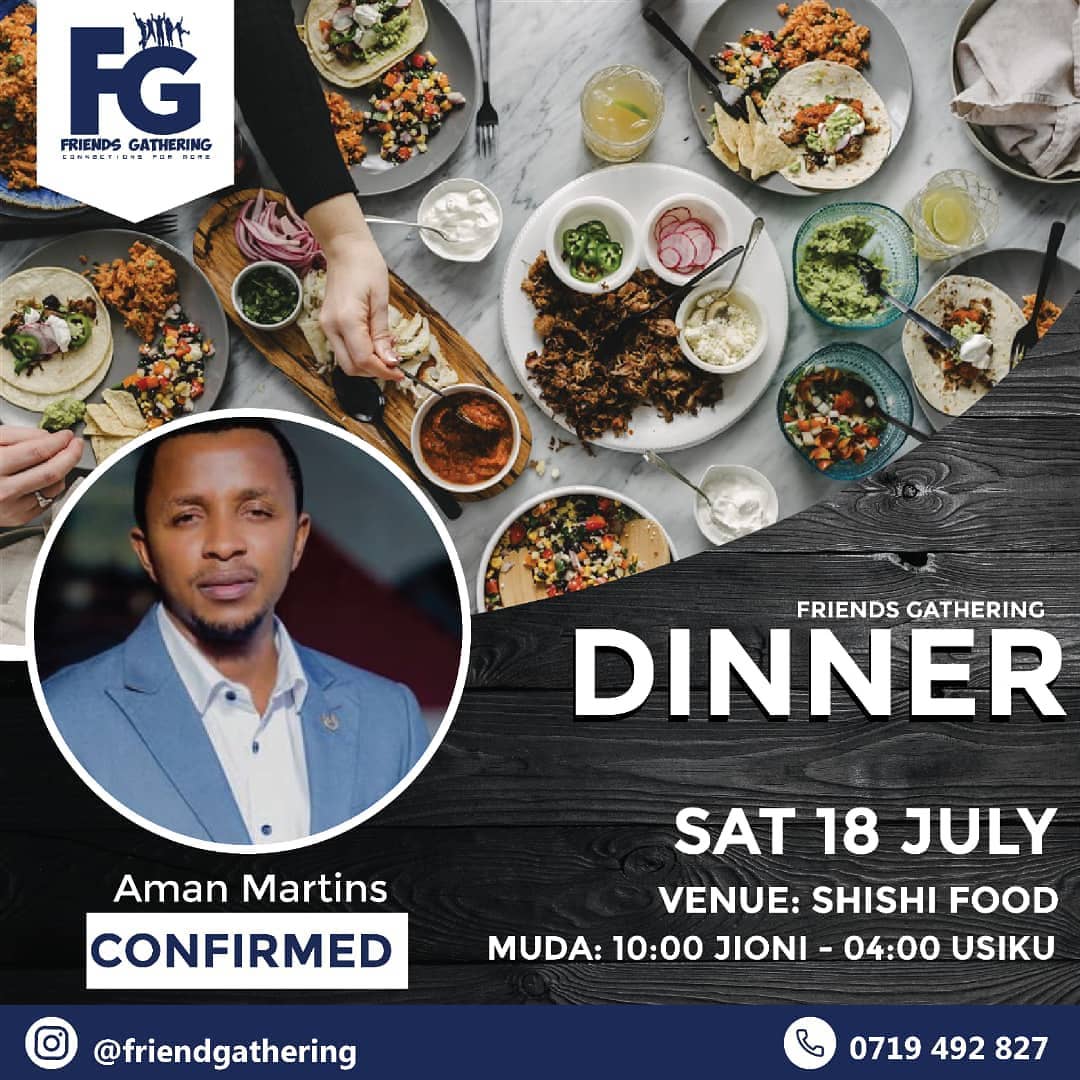 FG
FRIENDS GATHERING
CONNECTIONS FOR MORE
FRIENDS GATHERING
DINNER
SAT 18 JULY
VENUE: SHISHI FOOD
MUDA: 10:00 JIONI - 04:00 USIKU
Aman Martins
CONFIRMED
@friendgathering
0719 492 827